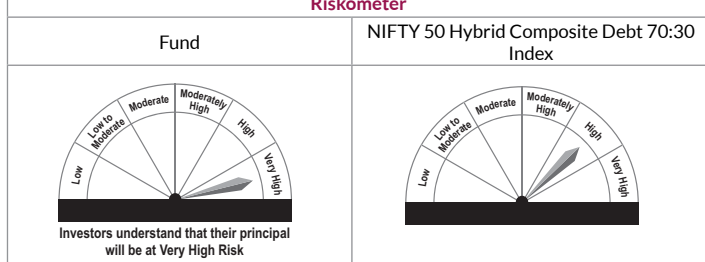 Riskometer
Fund
NIFTY 50 Hybrid Composite Debt 70:30
Index
Low
Low to
Moderate
Moderate
Moderately
High
High
Very High
Investors understand that their principal
will be at Very High Risk
Low
Low to
Moderate
Moderate
Moderately
High
High
Very High